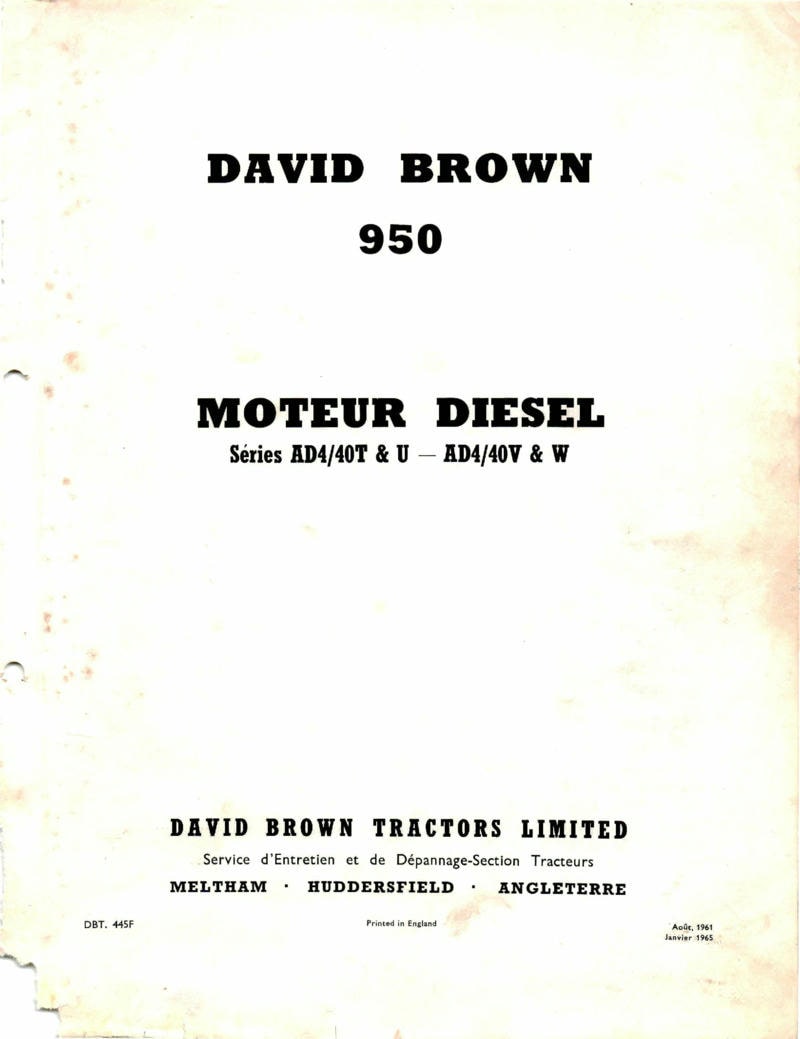 DAVID BROWN
950
MOTEUR DIESEL
Séries AD4/40T & U — AD4/40V & W
DAVID BROWN TRACTORS LIMITED
Service d'Entretien et de Dépannage-Section Tracteurs
MELTHAM · HUDDERSFIELD · ANGLETERRE
DBT. 445F
Printed in England
Août, 1961
Janvier 1965